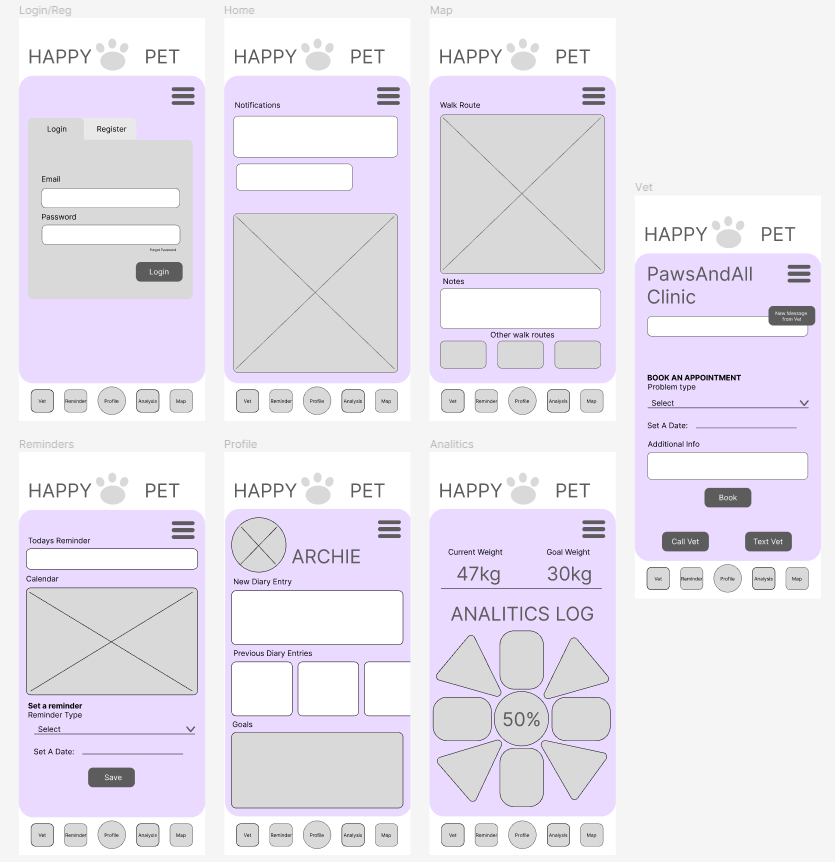 Login/Reg
HAPPY PET
Login Register
Email
Password
Forgot Password
Login
Vet Reminder Profile Analysis Map
Home
HAPPY PET
Notifications
Vet Reminder Profile Analysis Map
Map
HAPPY PET
Walk Route
Notes
Other walk routes
Vet Reminder Profile Analysis Map
Vet
HAPPY PET
PawsAndAll
Clinic
New Message
from Vet
BOOK AN APPOINTMENT
Problem type
Select
Set A Date:
Additional Info
Book
Call Vet Text Vet
Vet Reminder Profile Analysis Map
Reminders
HAPPY PET
Todays Reminder
Calendar
Set a reminder
Reminder Type
Select
Set A Date:
Save
Vet Reminder Profile Analysis Map
Profile
HAPPY PET
ARCHIE
New Diary Entry
Previous Diary Entries
Goals
Vet Reminder Profile Analysis Map
Analitics
HAPPY PET
Current Weight Goal Weight
47kg 30kg
ANALITICS LOG
50%
Vet Reminder Profile Analysis Map